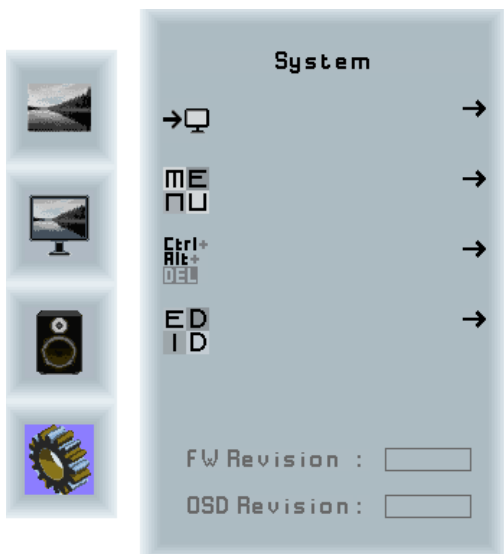 System
ME
NU
Ctrl+
Alt+
DEL
ED
ID
FW Revision :
OSD Revision :